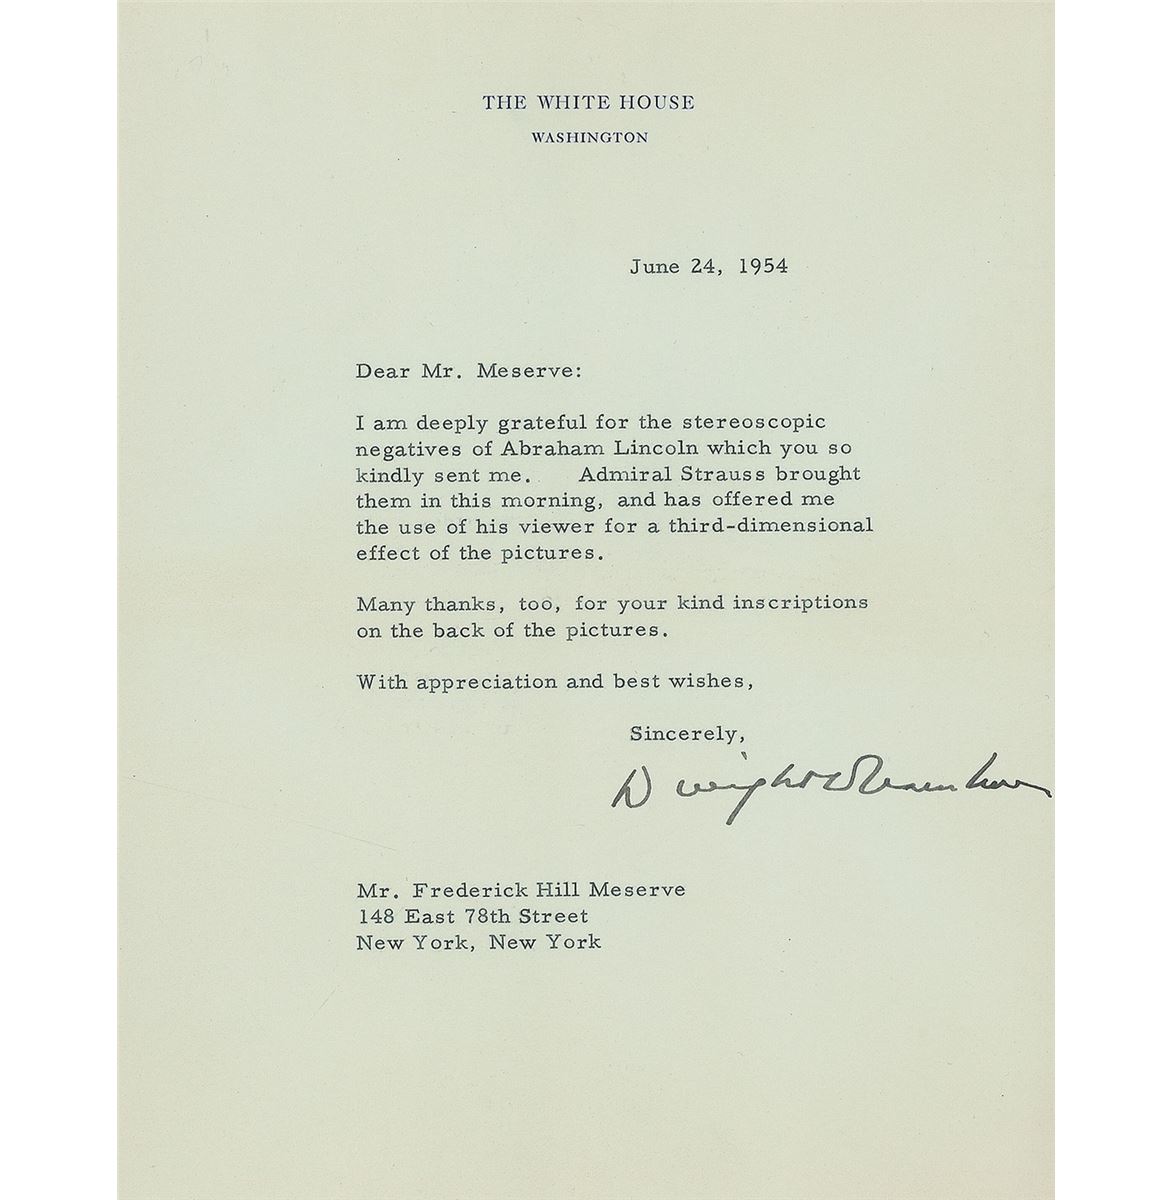 THE WHITE HOUSE
WASHINGTON
June 24, 1954
Dear Mr. Meserve:
I am deeply grateful for the stereoscopic
negatives of Abraham Lincoln which you so
kindly sent me. Admiral Strauss brought
them in this morning, and has offered me
the use of his viewer for a third-dimensional
effect of the pictures.
Many thanks, too, for your kind inscriptions
on the back of the pictures.
With appreciation and best wishes,
Sincerely,
Dwight D Eisenhower
Mr. Frederick Hill Meserve
148 East 78th Street
New York, New York